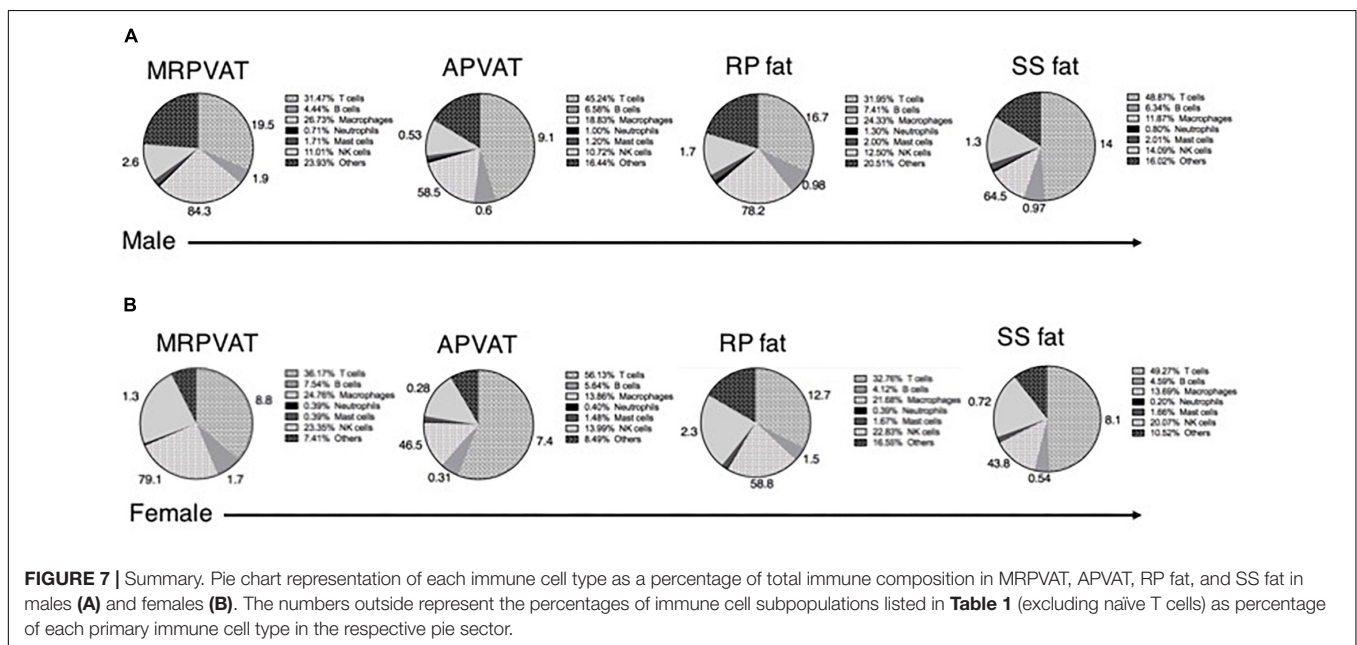 A
MRPVAT
31.47% T cells
4.44% B cells
26.73% Macrophages
0.71% Neutrophils
1.71% Mast cells
11.01% NK cells
23.93% Others
19.5
1.9
84.3
2.6
APVAT
45.24% T cells
6.58% B cells
18.83% Macrophages
1.00% Neutrophils
1.20% Mast cells
10.72% NK cells
16.44% Others
9.1
0.6
58.5
0.53
RP fat
31.95% T cells
7.41% B cells
24.33% Macrophages
1.30% Neutrophils
2.00% Mast cells
12.50% NK cells
20.51% Others
16.7
0.98
78.2
1.7
SS fat
48.87% T cells
6.34% B cells
11.87% Macrophages
0.80% Neutrophils
2.01% Mast cells
14.09% NK cells
16.02% Others
14
0.97
64.5
1.3
Male
B
MRPVAT
36.17% T cells
7.54% B cells
24.76% Macrophages
0.39% Neutrophils
0.39% Mast cells
23.35% NK cells
7.41% Others
8.8
1.7
79.1
1.3
APVAT
56.13% T cells
5.64% B cells
13.86% Macrophages
0.40% Neutrophils
1.48% Mast cells
13.99% NK cells
8.49% Others
7.4
0.31
46.5
0.28
RP fat
32.76% T cells
4.12% B cells
21.68% Macrophages
0.39% Neutrophils
1.67% Mast cells
22.83% NK cells
Others
12.7
1.5
58.8
2.3
SS fat
49.27% T cells
4.59% B cells
13.69% Macrophages
0.20% Neutrophils
1.66% Mast cells
20.07% NK cells
10.52% Others
8.1
0.54
43.8
0.72
Female
FIGURE 7 | Summary. Pie chart representation of each immune cell type as a percentage of total immune composition in MRPVAT, APVAT, RP fat, and SS fat in
males (A) and females (B). The numbers outside represent the percentages of immune cell subpopulations listed in Table 1 (excluding naïve T cells) as percentage
of each primary immune cell type in the respective pie sector.